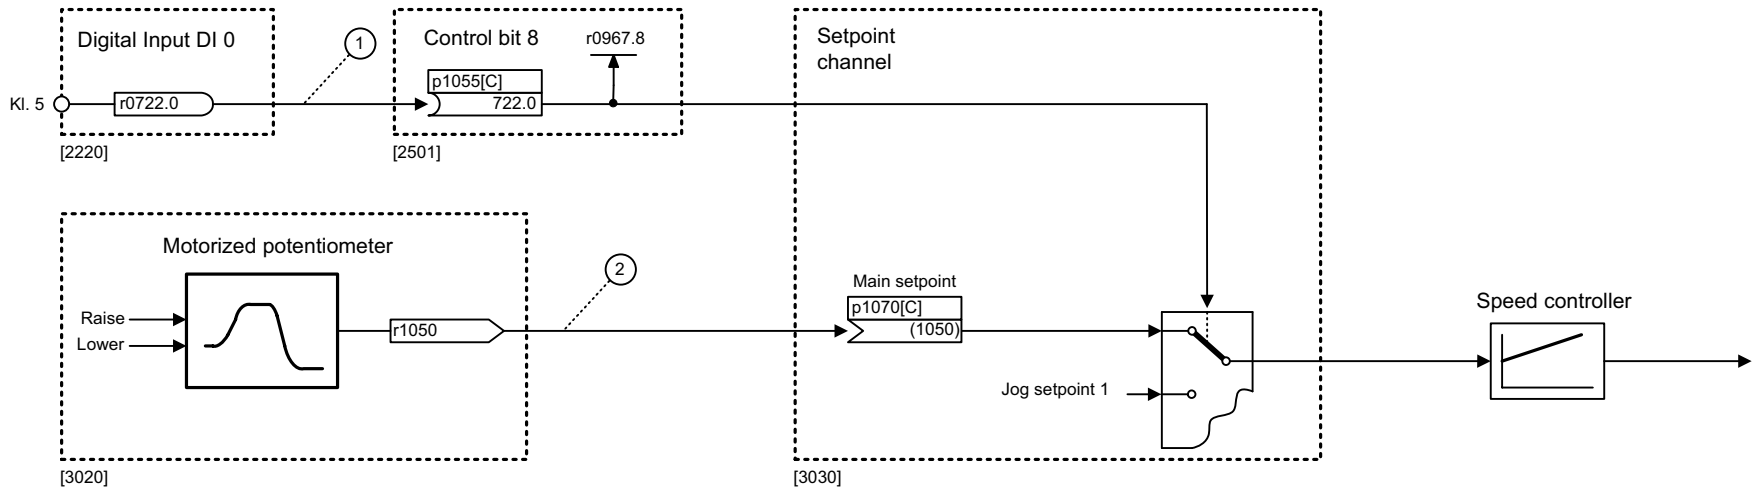 Digital Input DI 0
1
Control bit 8
r0967.8
Setpoint
channel
p1055[C]
Kl. 5
r0722.0
722.0
[2220]
[2501]
Motorized potentiometer
2
Main setpoint
p1070[C]
Raise
Lower
r1050
(1050)
Speed controller
Jog setpoint 1
[3020]
[3030]